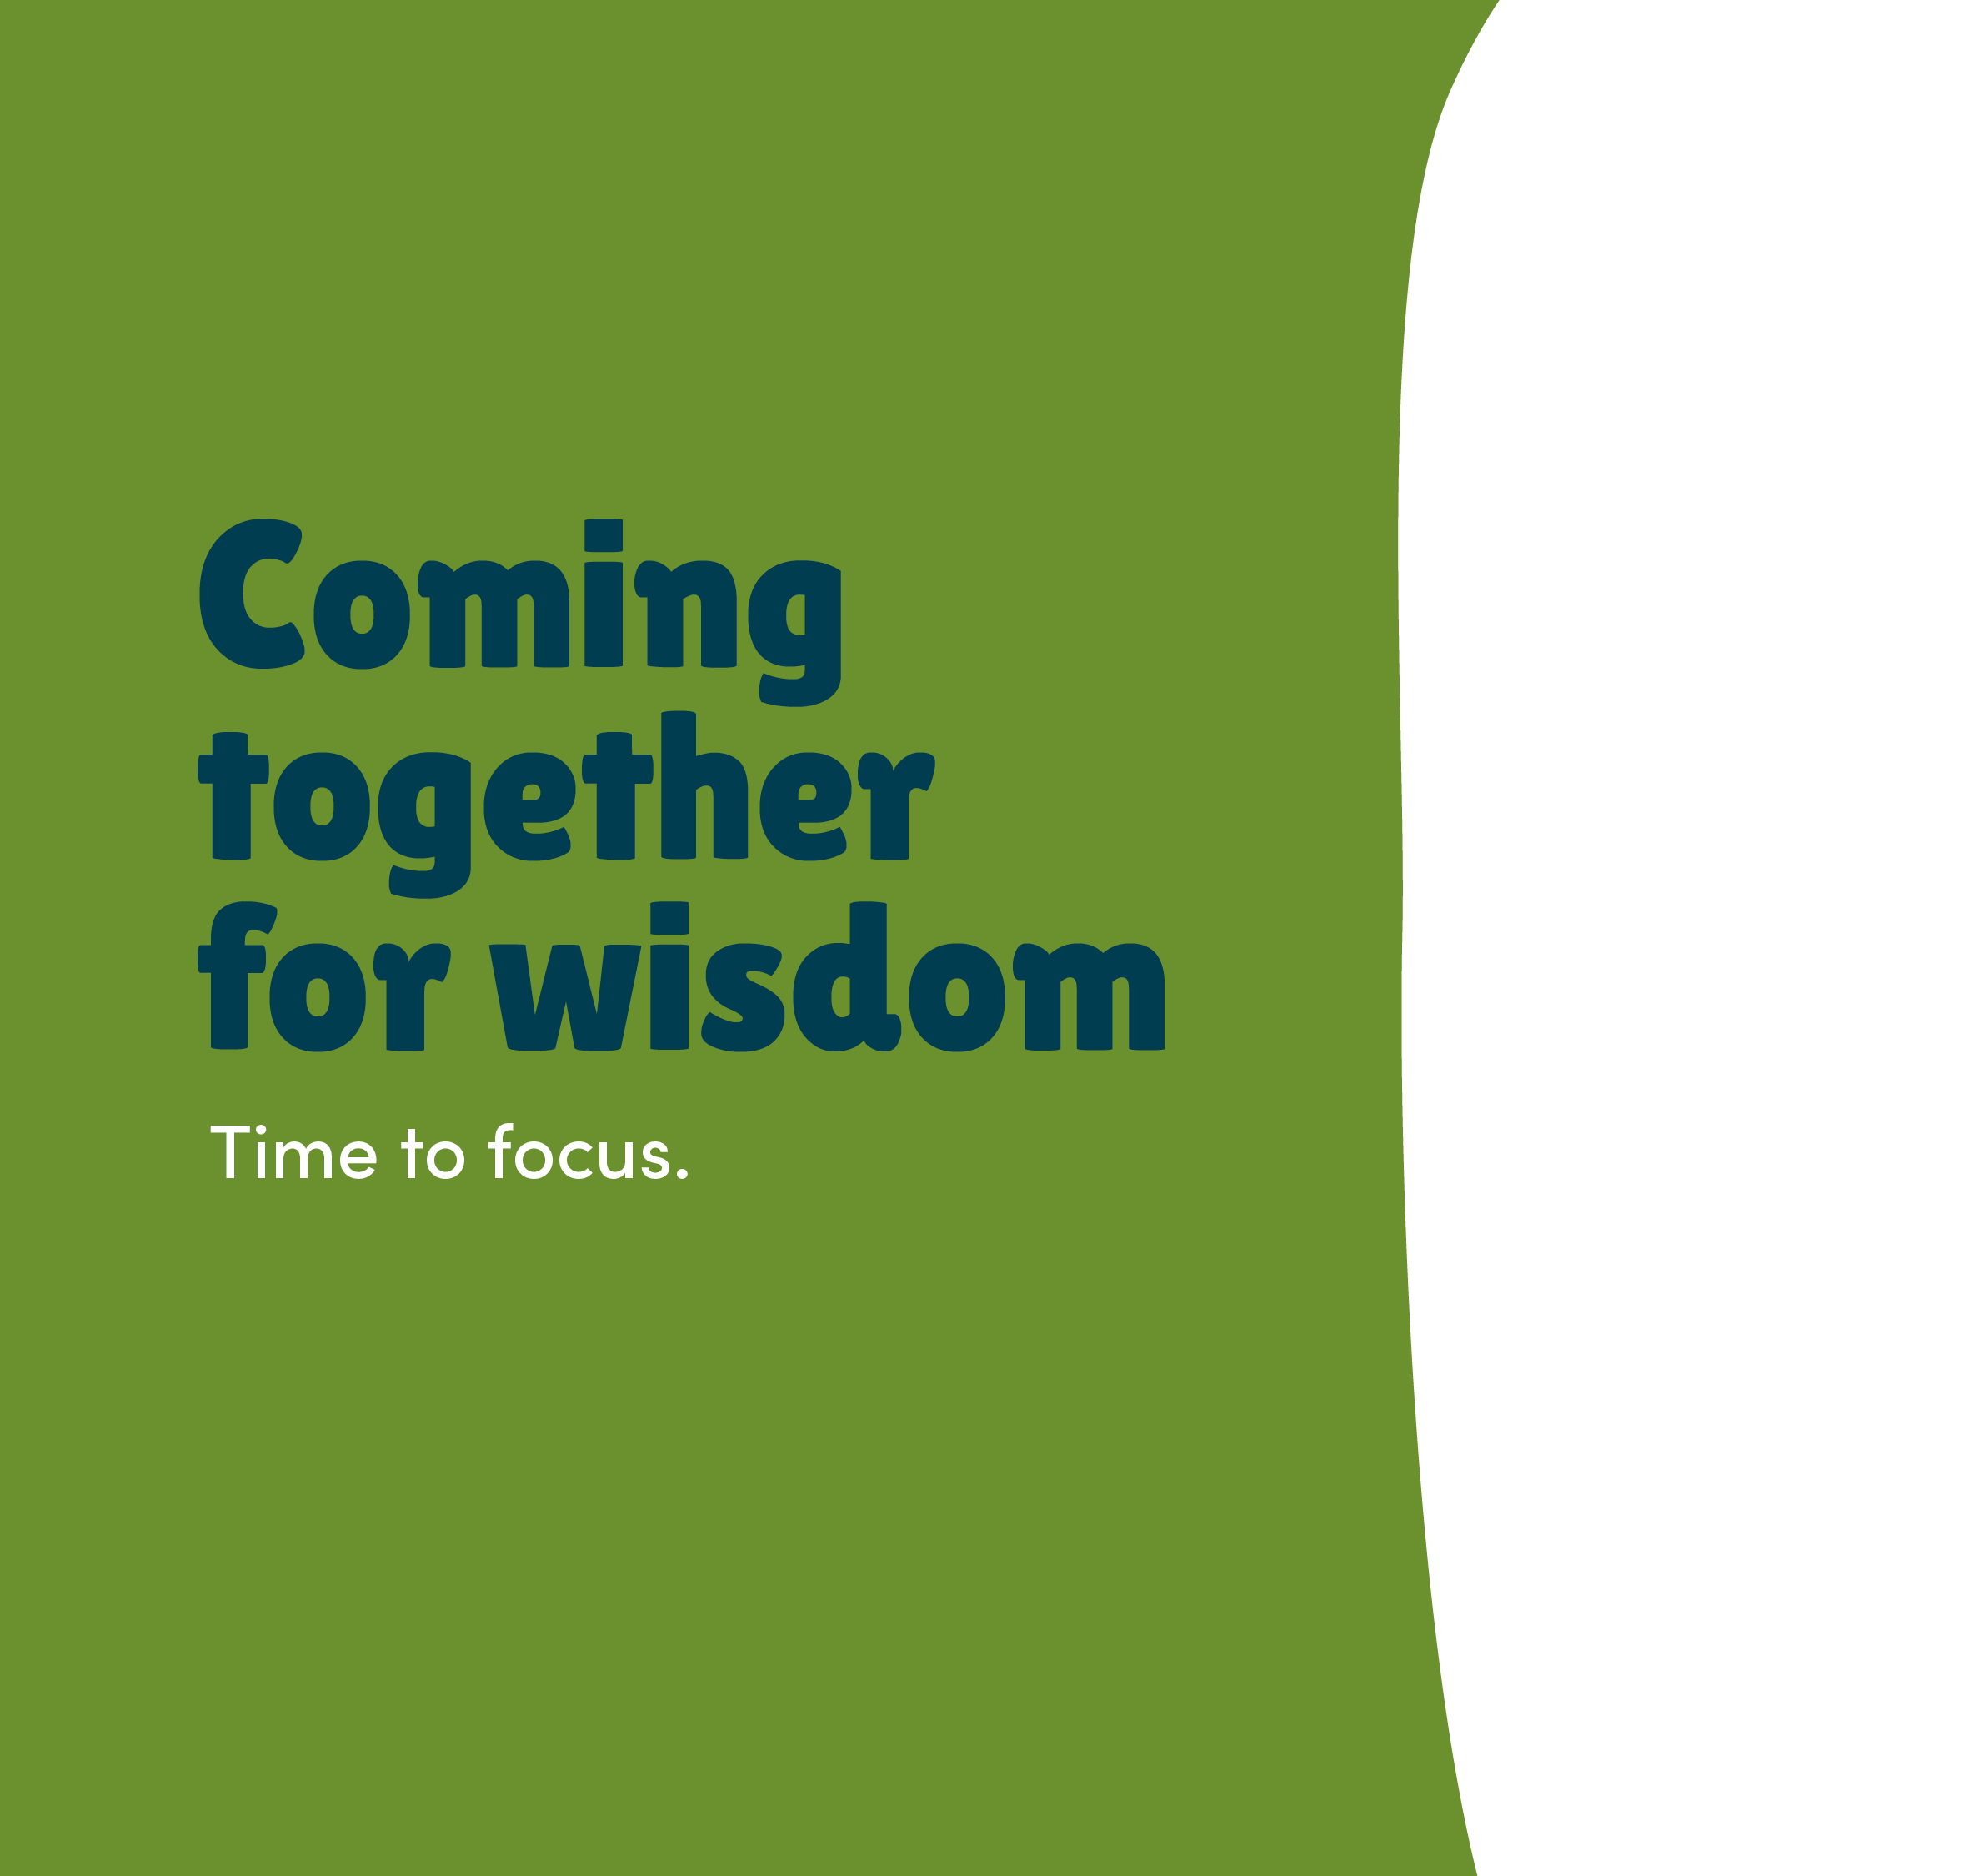 Coming
together
for wisdom
Time to focus.